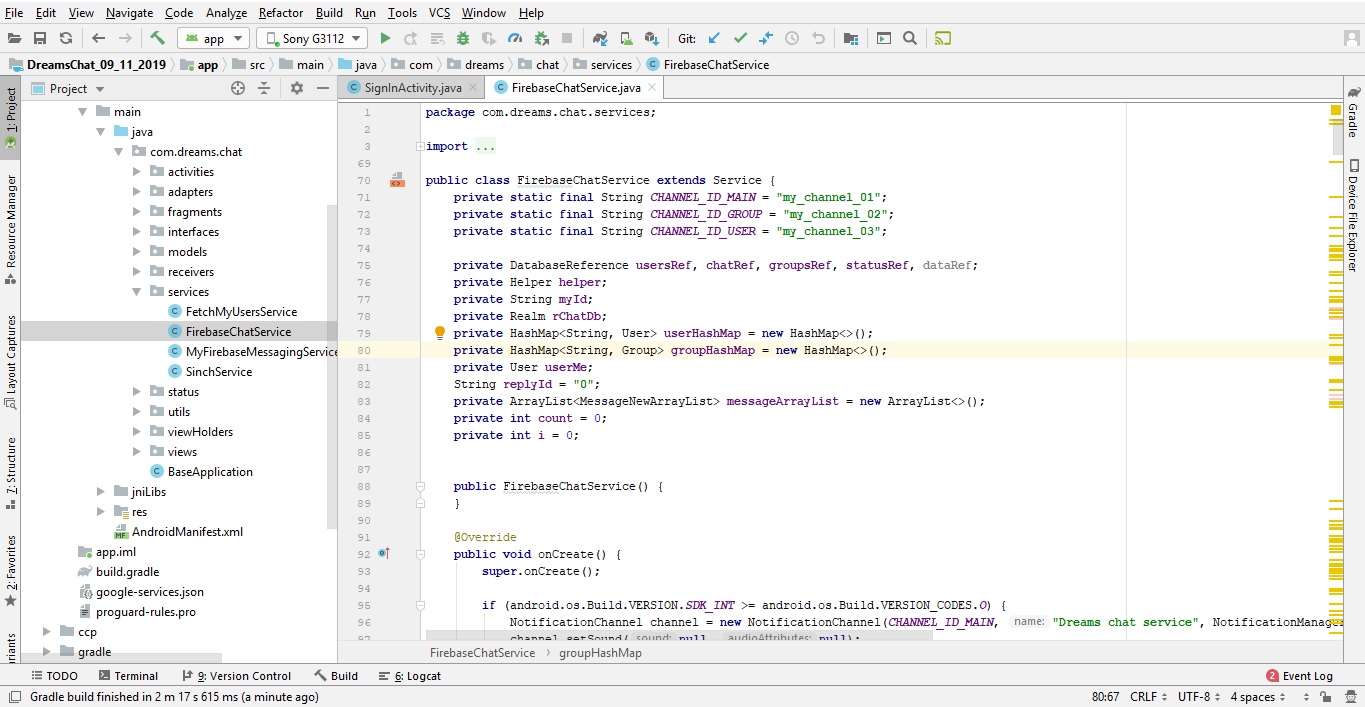 File Edit View Navigate Code Analyze Refactor Build Run Tools VCS Window Help
app Sony G3112 Git:
DreamsChat_09_11_2019 app src main java com dreams chat services FirebaseChatService
1: Project
Resource Manager
Layout Captures
7: Structure
2: Favorites
Project
main
java
com.dreams.chat
activities
adapters
fragments
interfaces
models
receivers
services
FetchMyUsersService
FirebaseChatService
MyFirebaseMessagingService
SinchService
status
utils
viewHolders
views
BaseApplication
jniLibs
res
AndroidManifest.xml
app.iml
build.gradle
google-services.json
proguard-rules.pro
ccp
gradle
SignInActivity.java FirebaseChatService.java
1 package com.dreams.chat.services;
2
3 import ...
69
70 public class FirebaseChatService extends Service {
71 private static final String CHANNEL_ID_MAIN = "my_channel_01";
72 private static final String CHANNEL_ID_GROUP = "my_channel_02";
73 private static final String CHANNEL_ID_USER = "my_channel_03";
74
75 private DatabaseReference usersRef, chatRef, groupsRef, statusRef, dataRef;
76 private Helper helper;
77 private String myId;
78 private Realm rChatDb;
79 private HashMap<String, User> userHashMap = new HashMap<>();
80 private HashMap<String, Group> groupHashMap = new HashMap<>();
81 private User userMe;
82 String replyId = "0";
83 private ArrayList<MessageNewArrayList> messageArrayList = new ArrayList<>();
84 private int count = 0;
85 private int i = 0;
86
87
88 public FirebaseChatService() {
89 }
90
91 @Override
92 public void onCreate() {
93 super.onCreate();
94
95 if (android.os.Build.VERSION.SDK_INT >= android.os.Build.VERSION_CODES.O) {
96 NotificationChannel channel = new NotificationChannel(CHANNEL_ID_MAIN, name: "Dreams chat service", NotificationManager
97 channel.setSound( sound: null, audioAttributes: null);
FirebaseChatService groupHashMap
Gradle
Device File Explorer
TODO Terminal 9: Version Control Build 6: Logcat 2 Event Log
Gradle build finished in 2 m 17 s 615 ms (a minute ago) 80:67 CRLF UTF-8 4 spaces